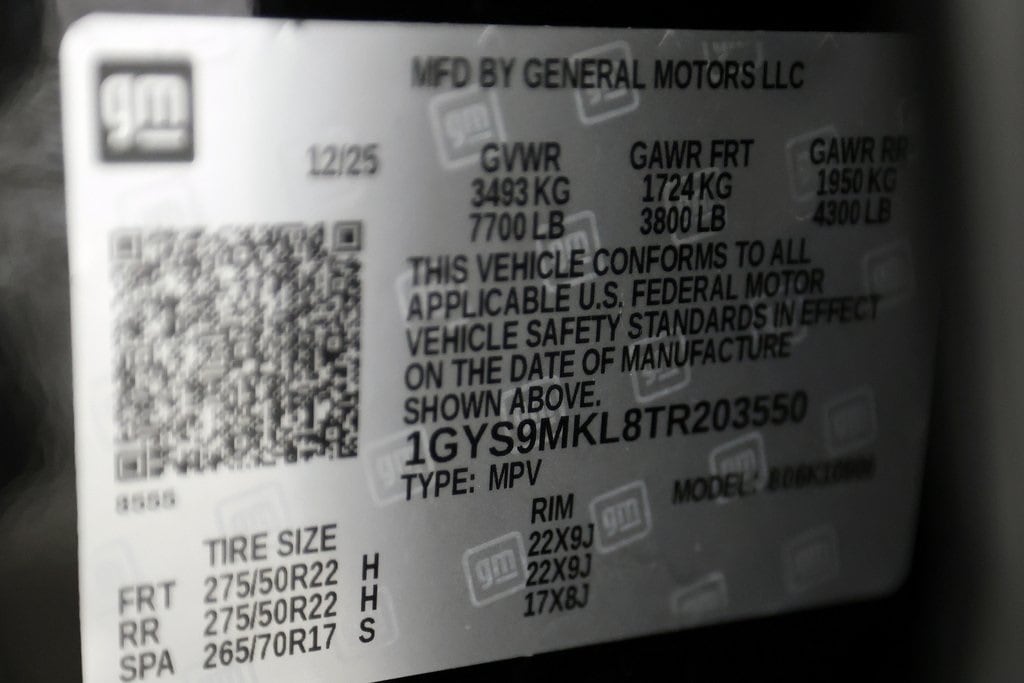 gm
MFD BY GENERAL MOTORS LLC
12/25
GVWR GAWR FRT GAWR RR
3493 KG 1724 KG 1950 KG
7700 LB 3800 LB 4300 LB
THIS VEHICLE CONFORMS TO ALL
APPLICABLE U.S. FEDERAL MOTOR
VEHICLE SAFETY STANDARDS IN EFFECT
ON THE DATE OF MANUFACTURE
SHOWN ABOVE.
1GYS9MKL8TR203550
TYPE: MPV MODEL:
8555
TIRE SIZE RIM
FRT 275/50R22 H 22X9J
RR 275/50R22 H 22X9J
SPA 265/70R17 S 17X8J